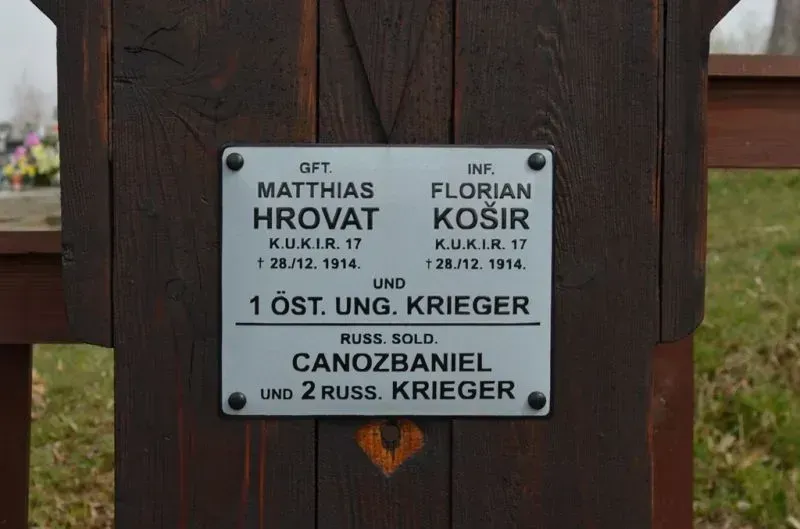 GFT.
MATTHIAS
HROVAT
K.U.K.I.R. 17
† 28./12. 1914.
INF.
FLORIAN
KOŠIR
K.U.K.I.R. 17
† 28./12. 1914.
UND
1 ÖST. UNG. KRIEGER
RUSS. SOLD.
CANOZBANIEL
UND 2 RUSS. KRIEGER